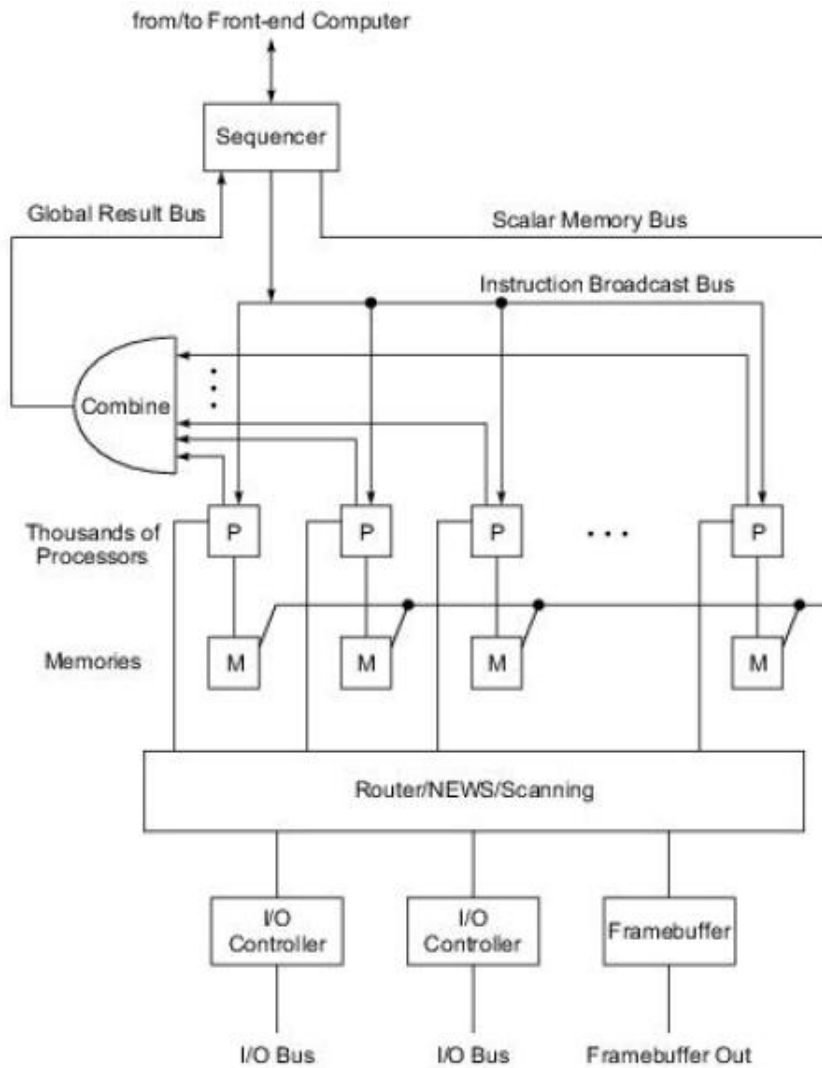 from/to Front-end Computer
Sequencer
Global Result Bus
Scalar Memory Bus
Instruction Broadcast Bus
Combine
Thousands of
Processors
P
P
P
P
Memories
M
M
M
M
Router/NEWS/Scanning
I/O
Controller
I/O
Controller
Framebuffer
I/O Bus
I/O Bus
Framebuffer Out